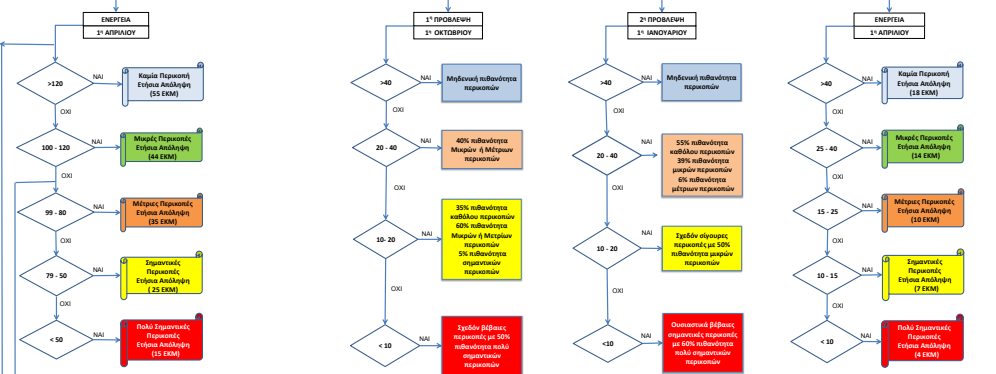 ΕΝΕΡΓΕΙΑ
1η ΑΠΡΙΛΙΟΥ
>120
ΝΑΙ
Καμία Περικοπή
Ετήσια Απόληψη
(55 ΕΚΜ)
ΟΧΙ
100 - 120
ΝΑΙ
Μικρές Περικοπές
Ετήσια Απόληψη
(44 ΕΚΜ)
ΟΧΙ
99 - 80
ΝΑΙ
Μέτριες Περικοπές
Ετήσια Απόληψη
(35 ΕΚΜ)
ΟΧΙ
79 - 50
ΝΑΙ
Σημαντικές
Περικοπές
Ετήσια Απόληψη
( 25 ΕΚΜ)
ΟΧΙ
< 50
ΝΑΙ
Πολύ Σημαντικές
Περικοπές
Ετήσια Απόληψη
(15 ΕΚΜ)
1η ΠΡΟΒΛΕΨΗ
1η ΟΚΤΩΒΡΙΟΥ
>40
ΝΑΙ
Μηδενική πιθανότητα
περικοπών
ΟΧΙ
20 - 40
ΝΑΙ
40% πιθανότητα
Μικρών ή Μέτριων
περικοπών
ΟΧΙ
10- 20
ΝΑΙ
35% πιθανότητα
καθόλου περικοπών
60% πιθανότητα
Μικρών ή Μετρίων
περικοπών
5% πιθανότητα
σημαντικών
περικοπών
ΟΧΙ
< 10
ΝΑΙ
Σχεδόν βέβαιες
περικοπές με 50%
πιθανότητα πολύ
σημαντικών
περικοπών
2η ΠΡΟΒΛΕΨΗ
1η ΙΑΝΟΥΑΡΙΟΥ
>40
ΝΑΙ
Μηδενική πιθανότητα
περικοπών
ΟΧΙ
20 - 40
ΝΑΙ
55% πιθανότητα
καθόλου περικοπών
39% πιθανότητα
μικρών περικοπών
6% πιθανότητα
μέτριων περικοπών
ΟΧΙ
10 - 20
ΝΑΙ
Σχεδόν σίγουρες
περικοπές με 50%
πιθανότητα μικρών
περικοπών
ΟΧΙ
<10
ΝΑΙ
Ουσιαστικά βέβαιες
σημαντικές περικοπές
με 60% πιθανότητα
πολύ σημαντικών
περικοπών
ΕΝΕΡΓΕΙΑ
1η ΑΠΡΙΛΙΟΥ
>40
ΝΑΙ
Καμία Περικοπή
Ετήσια Απόληψη
(18 ΕΚΜ)
ΟΧΙ
25 - 40
ΝΑΙ
Μικρές Περικοπές
Ετήσια Απόληψη
(14 ΕΚΜ)
ΟΧΙ
15 - 25
ΝΑΙ
Μέτριες Περικοπές
Ετήσια Απόληψη
(10 ΕΚΜ)
ΟΧΙ
10 - 15
ΝΑΙ
Σημαντικές
Περικοπές
Ετήσια Απόληψη
(7 ΕΚΜ)
ΟΧΙ
< 10
ΝΑΙ
Πολύ Σημαντικές
Περικοπές
Ετήσια Απόληψη
(4 ΕΚΜ)